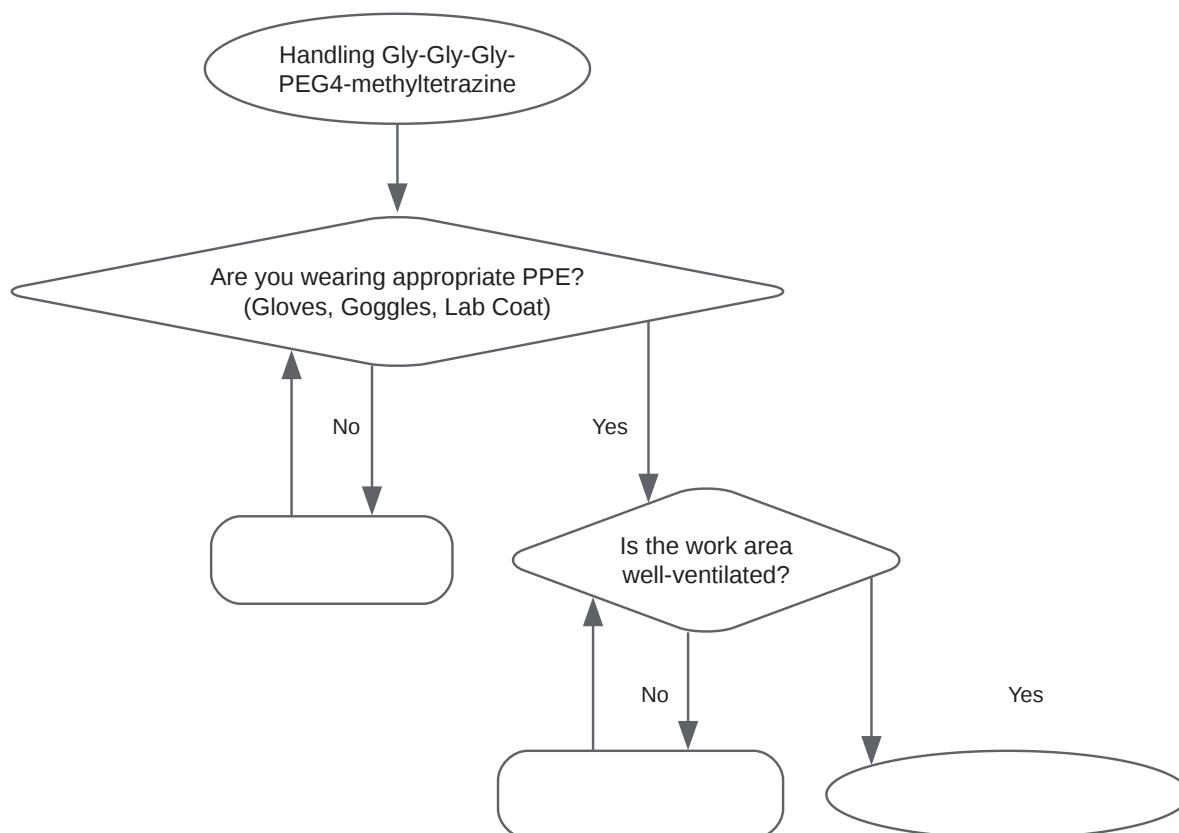 Handling Gly-Gly-Gly-
PEG4-methyltetrazine
Are you wearing appropriate PPE?
(Gloves, Goggles, Lab Coat)
No
Yes
Is the work area
well-ventilated?
No
Yes